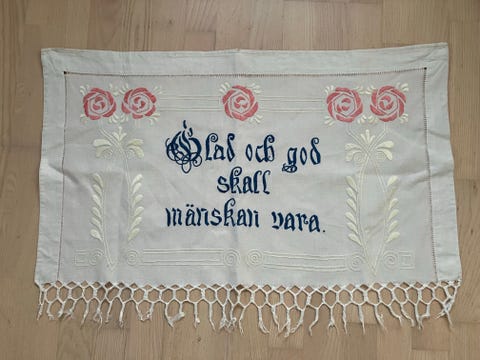 Glad och god
skall
mänskan vara.